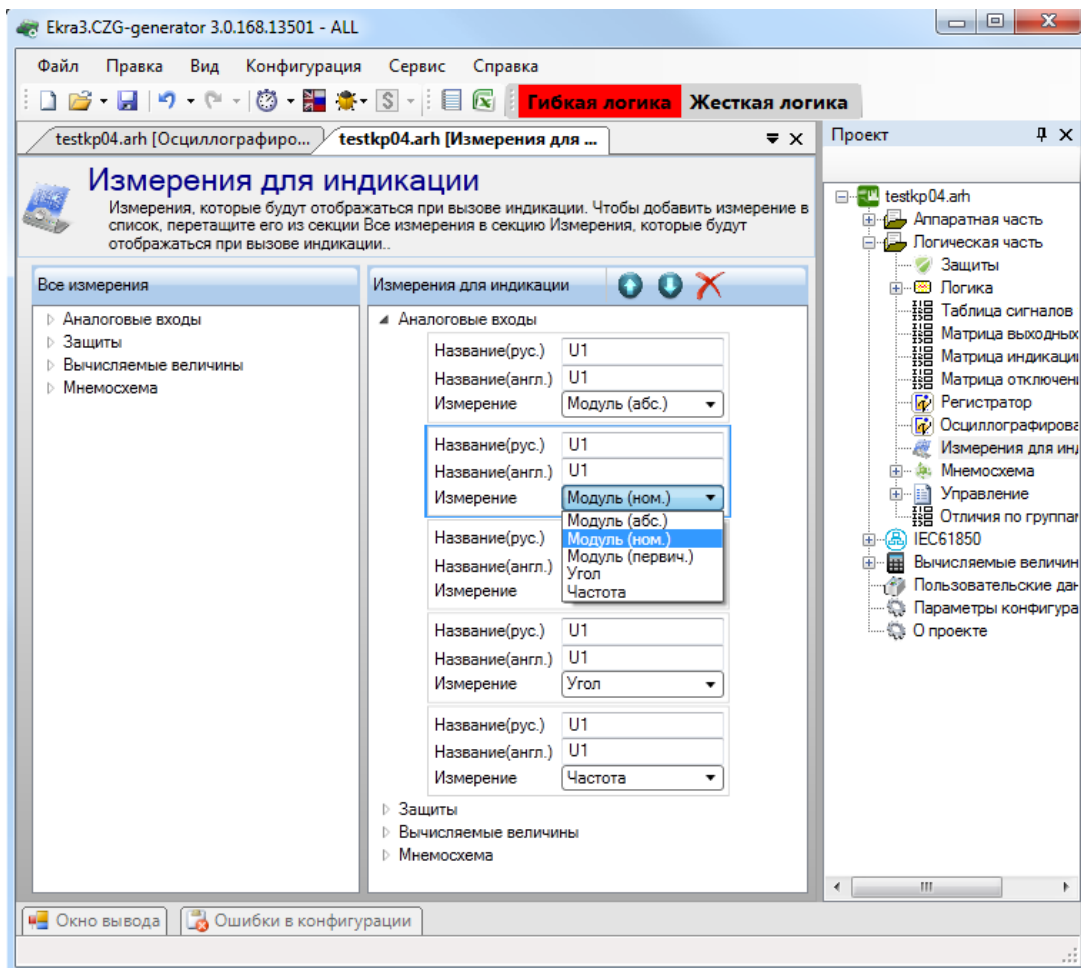 Ekra3.CZG-generator 3.0.168.13501 - ALL
Файл Правка Вид Конфигурация Сервис Справка
Гибкая логика Жесткая логика
testkp04.arh [Осциллографиро... testkp04.arh [Измерения для ...
Измерения для индикации
Измерения, которые будут отображаться при вызове индикации. Чтобы добавить измерение в
список, перетащите его из секции Все измерения в секцию Измерения, которые будут
отображаться при вызове индикации..
Все измерения
Аналоговые входы
Защиты
Вычисляемые величины
Мнемосхема
Измерения для индикации
Аналоговые входы
Название(рус.) U1
Название(англ.) U1
Измерение Модуль (абс.)
Название(рус.) U1
Название(англ.) U1
Измерение Модуль (ном.)
Модуль (абс.)
Модуль (ном.)
Модуль (первич.)
Угол
Частота
Название(рус.)
Название(англ.)
Измерение
Название(рус.) U1
Название(англ.) U1
Измерение Угол
Название(рус.) U1
Название(англ.) U1
Измерение Частота
Защиты
Вычисляемые величины
Мнемосхема
Проект
testkp04.arh
Аппаратная часть
Логическая часть
Защиты
Логика
Таблица сигналов
Матрица выходных
Матрица индикации
Матрица отключени
Регистратор
Осциллографирова
Измерения для инд
Мнемосхема
Управление
Отличия по группам
IEC61850
Вычисляемые величин
Пользовательские дан
Параметры конфигура
О проекте
Окно вывода Ошибки в конфигурации